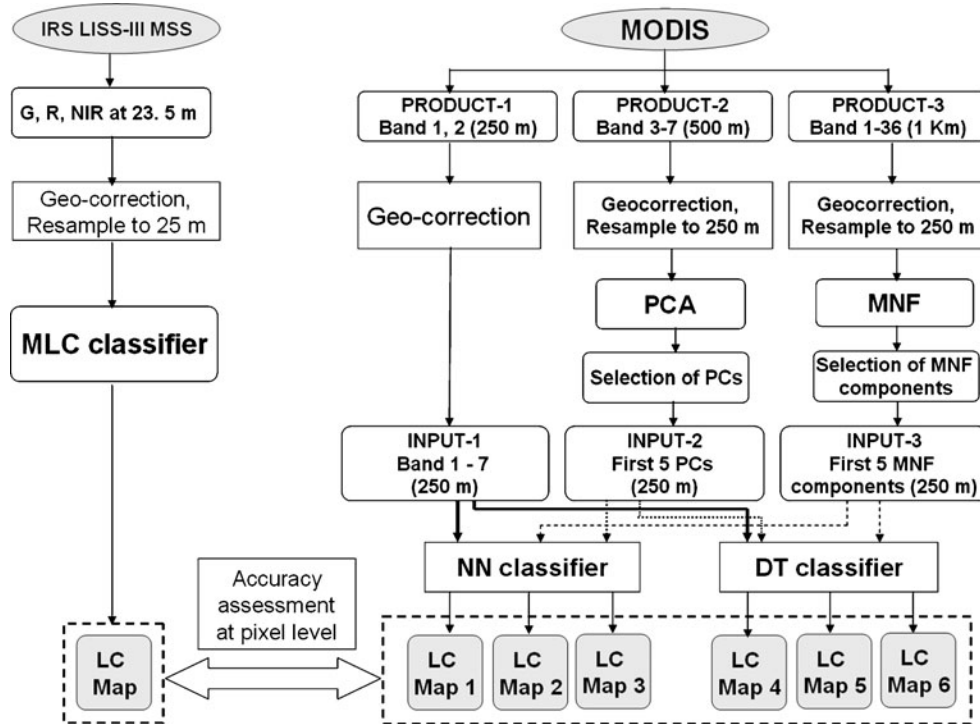 IRS LISS-III MSS
G, R, NIR at 23. 5 m
Geo-correction,
Resample to 25 m
MLC classifier
LC
Map
Accuracy
assessment
at pixel level
MODIS
PRODUCT-1
Band 1, 2 (250 m)
Geo-correction
INPUT-1
Band 1 - 7
(250 m)
PRODUCT-2
Band 3-7 (500 m)
Geocorrection,
Resample to 250 m
PCA
Selection of PCs
INPUT-2
First 5 PCs
(250 m)
PRODUCT-3
Band 1-36 (1 Km)
Geocorrection,
Resample to 250 m
MNF
Selection of MNF
components
INPUT-3
First 5 MNF
components (250 m)
NN classifier
DT classifier
LC
Map 1
LC
Map 2
LC
Map 3
LC
Map 4
LC
Map 5
LC
Map 6